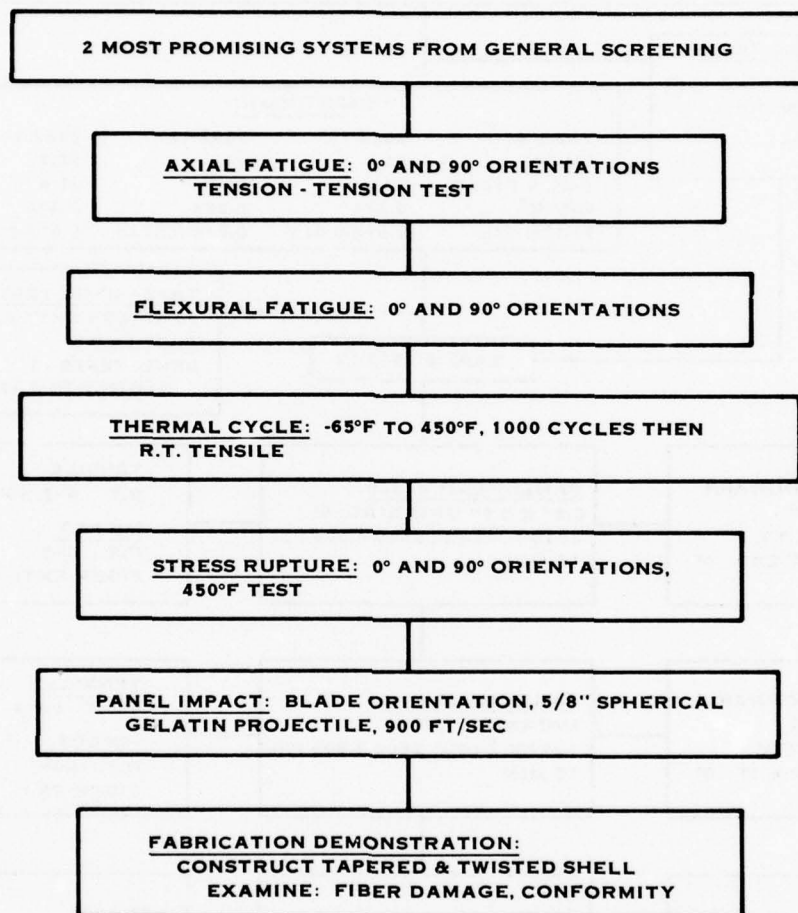 2 MOST PROMISING SYSTEMS FROM GENERAL SCREENING
AXIAL FATIGUE: 0° AND 90° ORIENTATIONS
TENSION - TENSION TEST
FLEXURAL FATIGUE: 0° AND 90° ORIENTATIONS
THERMAL CYCLE: -65°F TO 450°F, 1000 CYCLES THEN
R.T. TENSILE
STRESS RUPTURE: 0° AND 90° ORIENTATIONS,
450°F TEST
PANEL IMPACT: BLADE ORIENTATION, 5/8" SPHERICAL
GELATIN PROJECTILE, 900 FT/SEC
FABRICATION DEMONSTRATION:
CONSTRUCT TAPERED & TWISTED SHELL
EXAMINE: FIBER DAMAGE, CONFORMITY